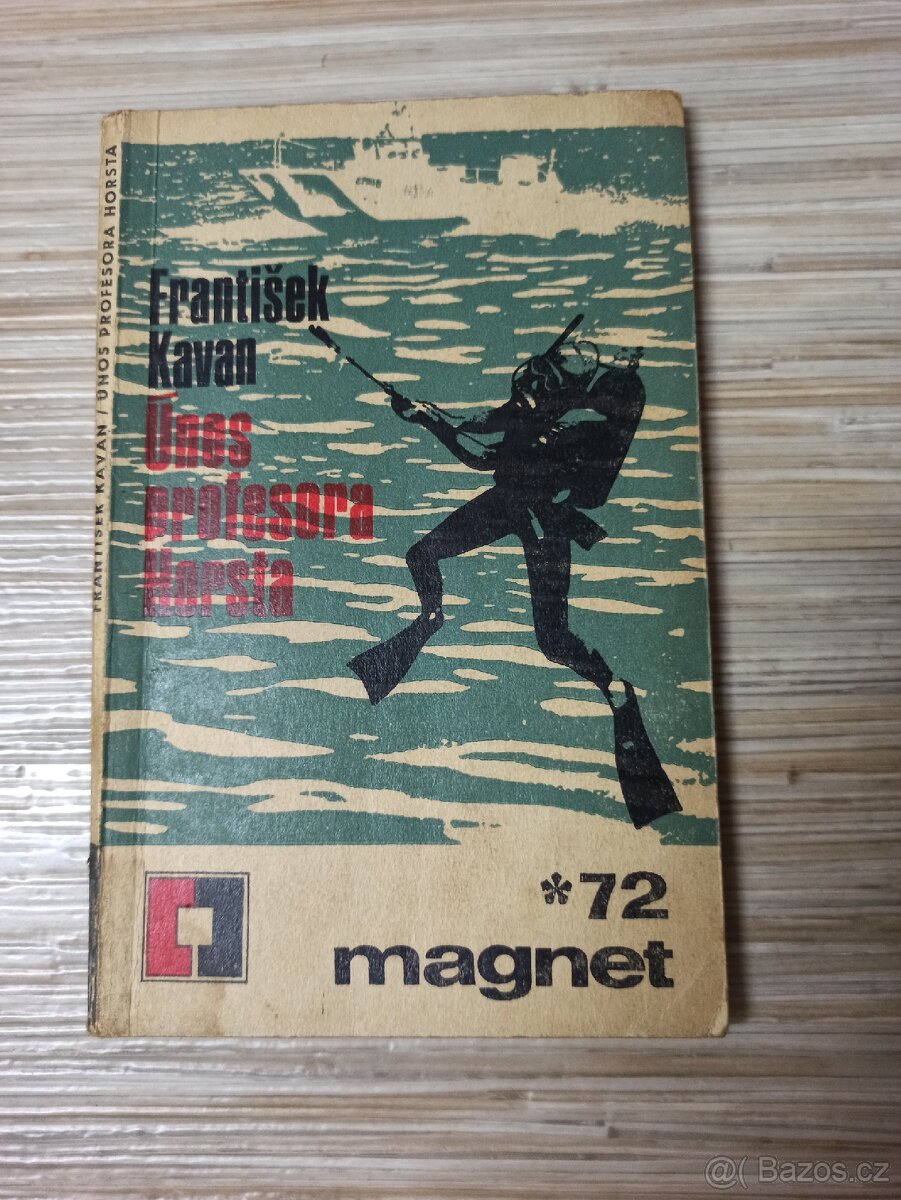 FRANTIŠEK KAVAN / ÚNOS PROFESORA HORSTA
František
Kavan
Únos
profesora
Horsta
*72
magnet
@( Bazos.cz